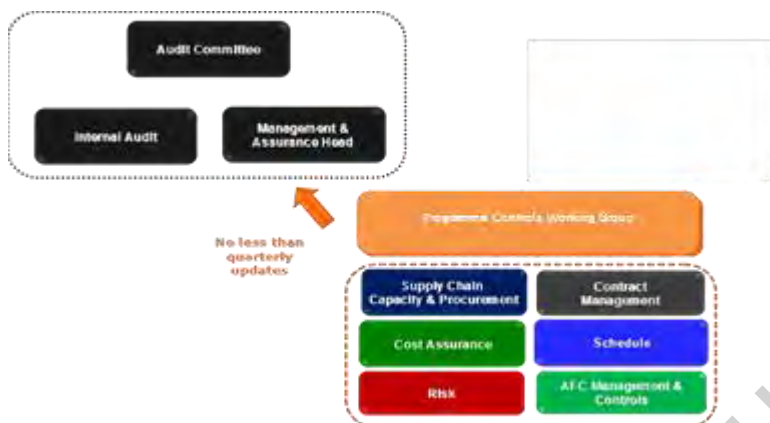 Audit Committee
Internal Audit
Management &
Assurance Head
Programme Controls Working Group
No less than
quarterly
updates
Supply Chain
Capacity & Procurement
Contract
Management
Cost Assurance
Schedule
Risk
AFC Management &
Controls